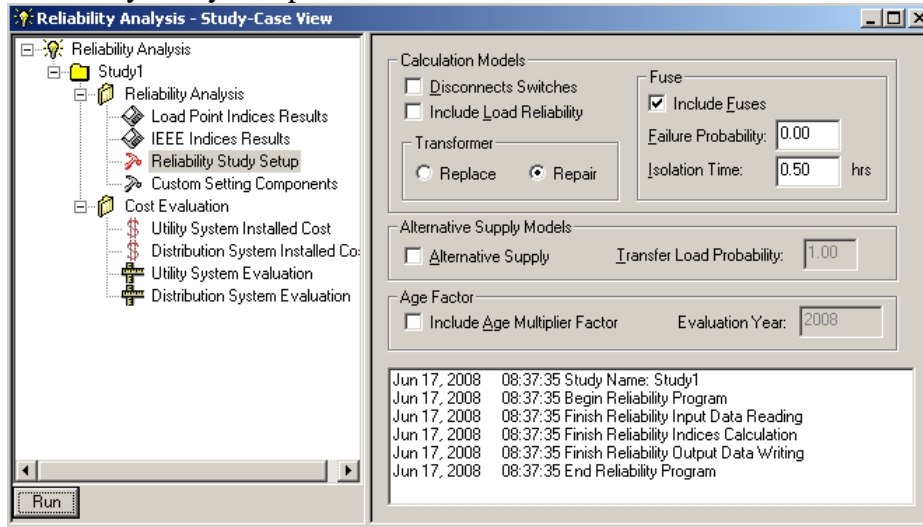 Reliability Analysis - Study-Case View
Reliability Analysis
Study1
Reliability Analysis
Load Point Indices Results
IEEE Indices Results
Reliability Study Setup
Custom Setting Components
Cost Evaluation
Utility System Installed Cost
Distribution System Installed Co
Utility System Evaluation
Distribution System Evaluation
Run
Calculation Models
Disconnects Switches
Include Load Reliability
Transformer
Replace Repair
Fuse
Include Fuses
Failure Probability: 0.00
Isolation Time: 0.50 hrs
Alternative Supply Models
Alternative Supply Transfer Load Probability: 1.00
Age Factor
Include Age Multiplier Factor Evaluation Year: 2008
Jun 17, 2008 08:37:35 Study Name: Study1
Jun 17, 2008 08:37:35 Begin Reliability Program
Jun 17, 2008 08:37:35 Finish Reliability Input Data Reading
Jun 17, 2008 08:37:35 Finish Reliability Indices Calculation
Jun 17, 2008 08:37:35 Finish Reliability Output Data Writing
Jun 17, 2008 08:37:35 End Reliability Program